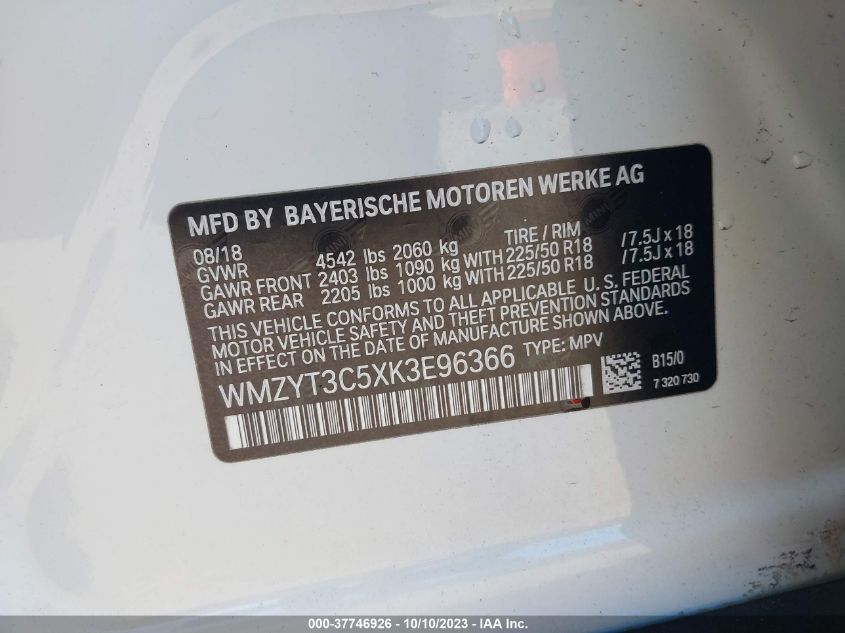 MFD BY BAYERISCHE MOTOREN WERKE AG
08/18 TIRE / RIM
GVWR 4542 lbs 2060 kg
GAWR FRONT 2403 lbs 1090 kg WITH 225/50 R18 / 7.5J x 18
GAWR REAR 2205 lbs 1000 kg WITH 225/50 R18 / 7.5J x 18
THIS VEHICLE CONFORMS TO ALL APPLICABLE U. S. FEDERAL
MOTOR VEHICLE SAFETY AND THEFT PREVENTION STANDARDS
IN EFFECT ON THE DATE OF MANUFACTURE SHOWN ABOVE.
WMZYT3C5XK3E96366 TYPE: MPV
B15/0
7 320 730
000-37746926 - 10/10/2023 - IAA Inc.